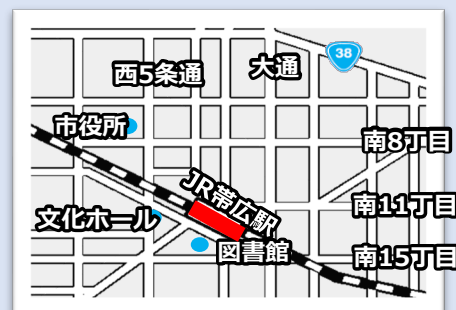 38
西5条通
大通
市役所
南8丁目
JR帯広駅
文化ホール
南11丁目
図書館
南15丁目